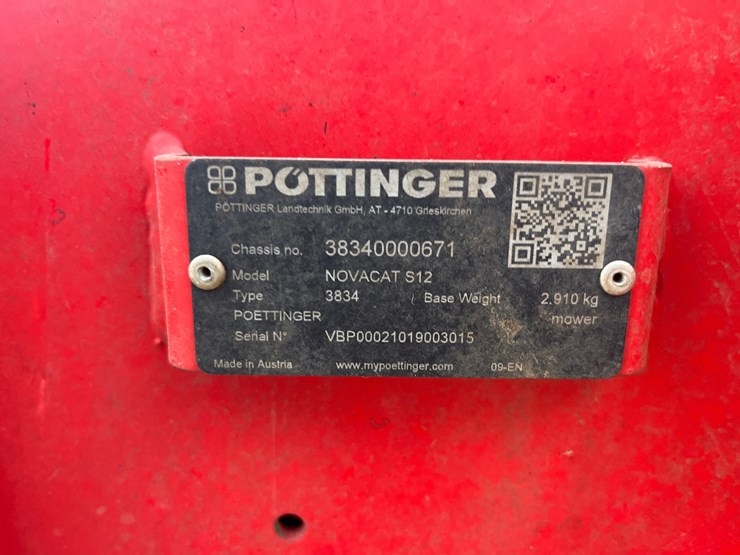 PÖTTINGER
PÖTTINGER Landtechnik GmbH, AT - 4710 Grieskirchen
Chassis no. 38340000671
Model NOVACAT S12
Type 3834 Base Weight 2.910 kg
POETTINGER mower
Serial N° VBP00021019003015
Made in Austria www.mypoettinger.com 09-EN